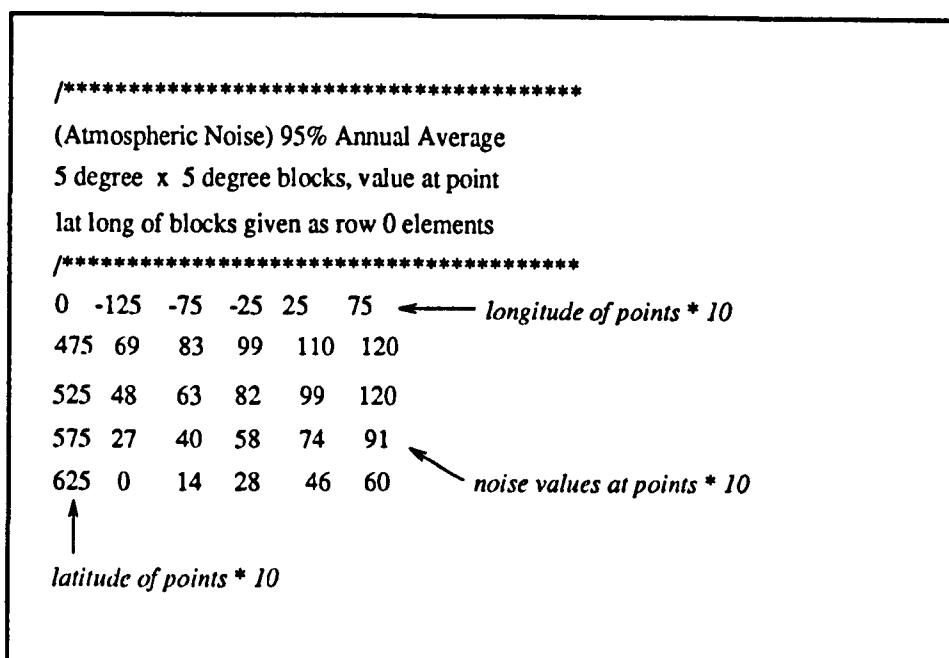 /****************************************
(Atmospheric Noise) 95% Annual Average
5 degree x 5 degree blocks, value at point
lat long of blocks given as row 0 elements
/****************************************
0 -125 -75 -25 25 75 longitude of points * 10
475 69 83 99 110 120
525 48 63 82 99 120
575 27 40 58 74 91
625 0 14 28 46 60 noise values at points * 10
latitude of points * 10